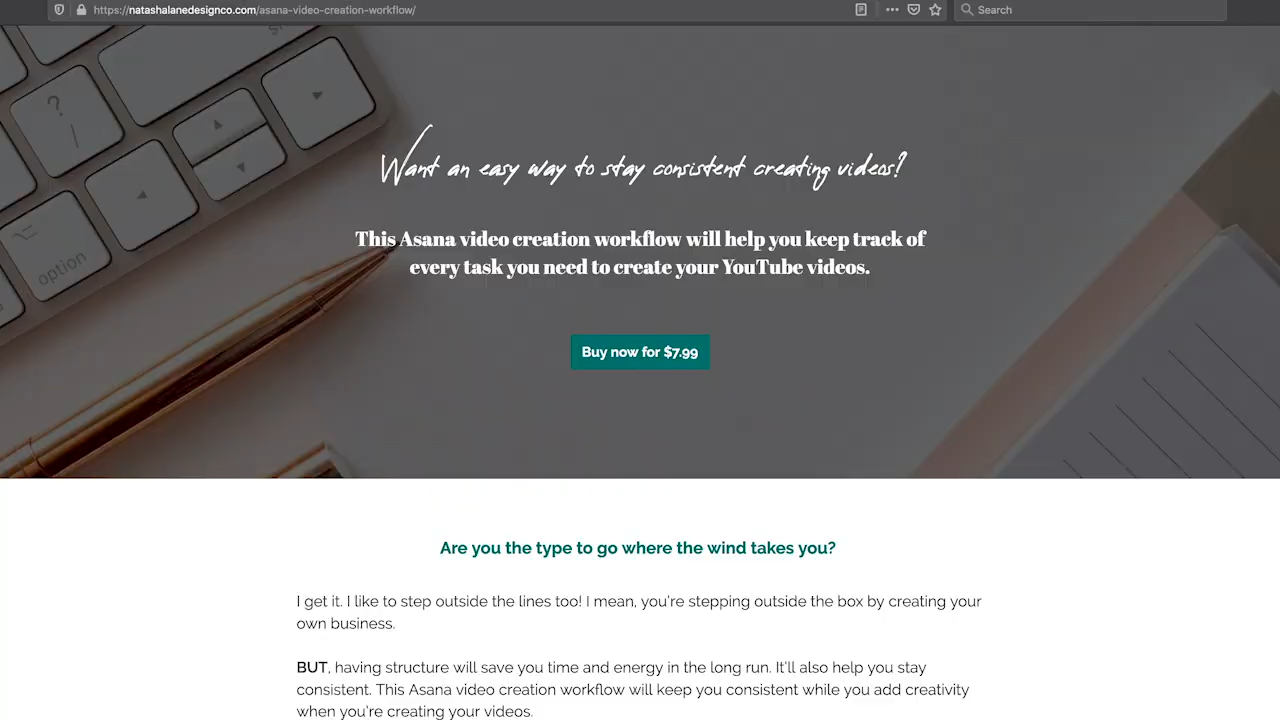 https://natashalanedesignco.com/asana-video-creation-workflow/
Search
?
/
option
Want an easy way to stay consistent creating videos?
This Asana video creation workflow will help you keep track of
every task you need to create your YouTube videos.
Buy now for $7.99
Are you the type to go where the wind takes you?
I get it. I like to step outside the lines too! I mean, you're stepping outside the box by creating your
own business.
BUT, having structure will save you time and energy in the long run. It'll also help you stay
consistent. This Asana video creation workflow will keep you consistent while you add creativity
when you're creating your videos.